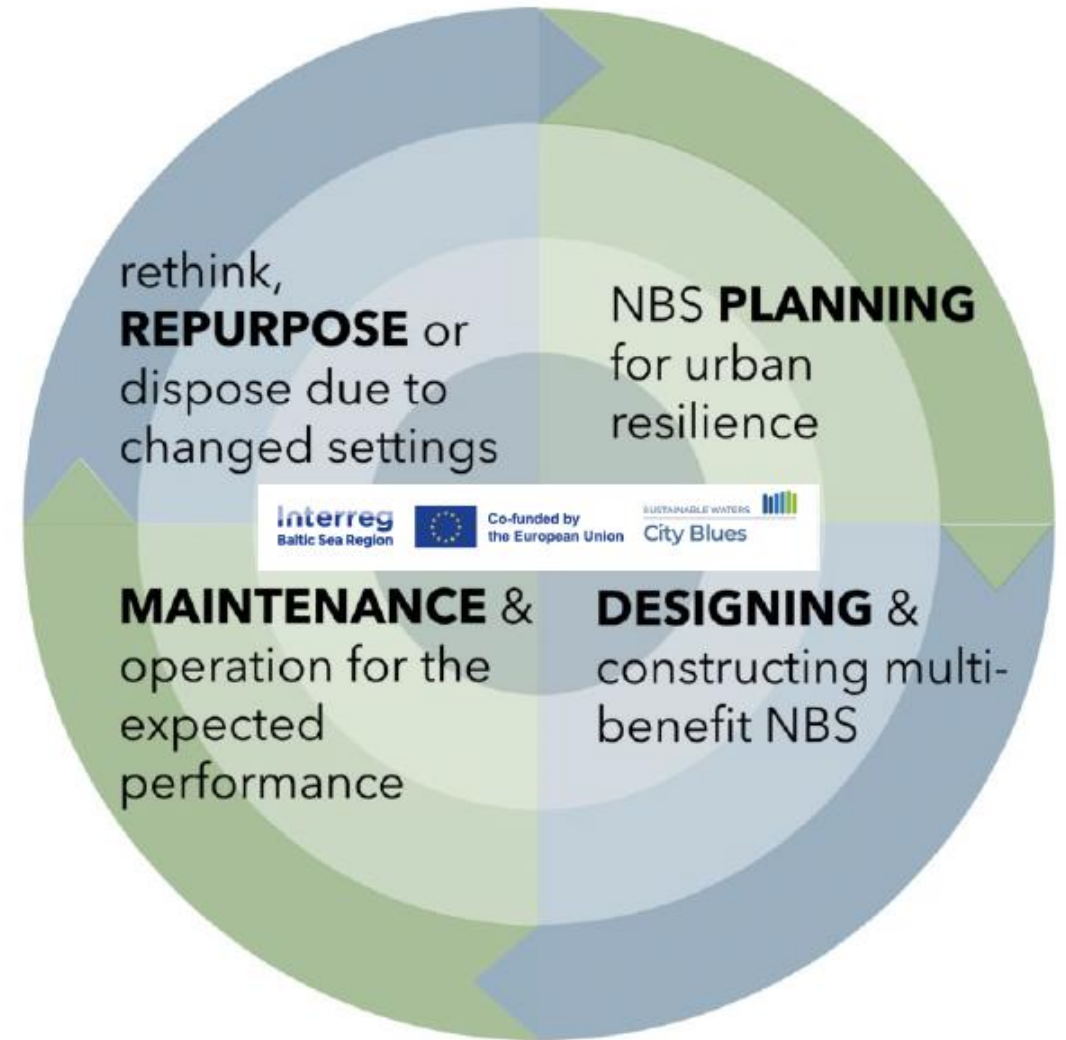 rethink,
REPURPOSE or
dispose due to
changed settings
NBS PLANNING
for urban
resilience
Interreg
Baltic Sea Region
Co-funded by
the European Union
SUSTAINABLE WATERS
City Blues
MAINTENANCE &
operation for the
expected
performance
DESIGNING &
constructing multi-
benefit NBS